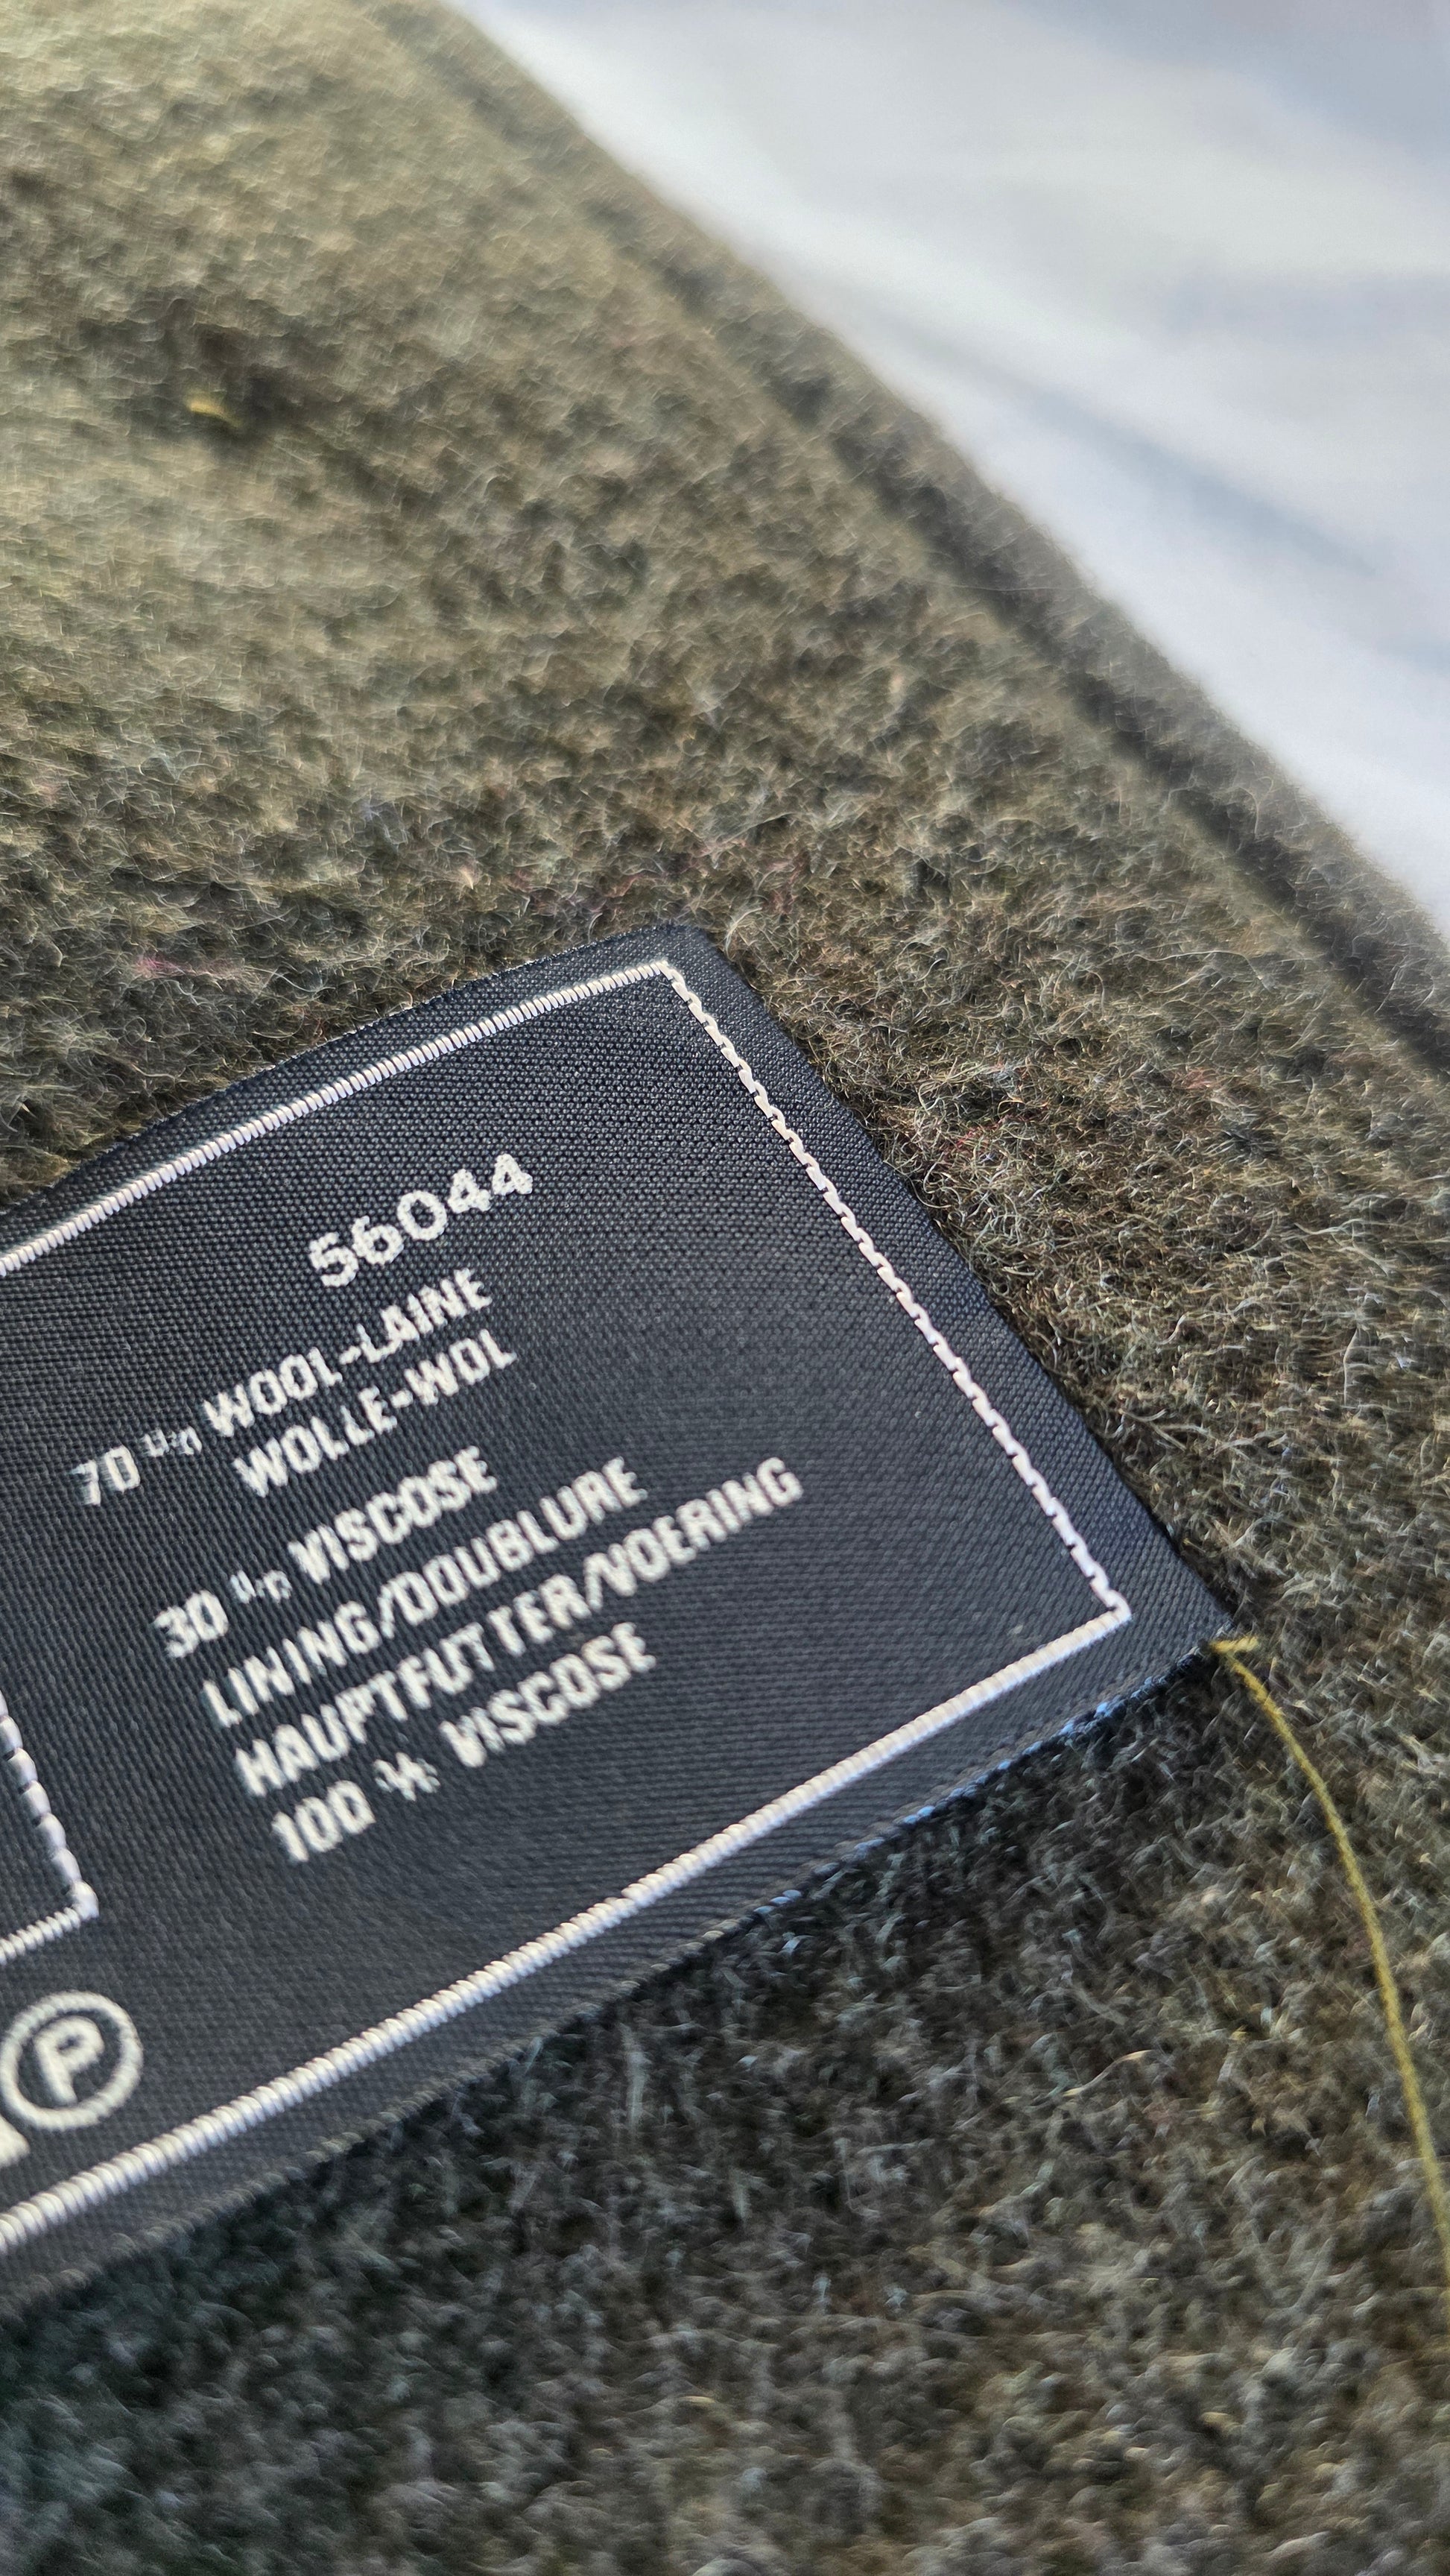 56044
70 % WOOL-LAINE
WOLLE-WOL
30 % VISCOSE
LINING/DOUBLURE
HAUPTFUTTER/VOERING
100 % VISCOSE
P